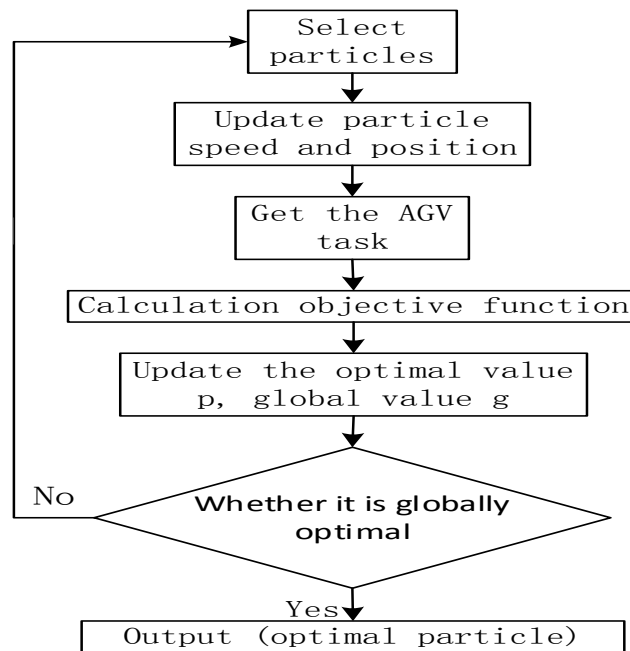 Select
particles
Update particle
speed and position
Get the AGV
task
Calculation objective function
Update the optimal value
p, global value g
No
Whether it is globally
optimal
Yes
Output (optimal particle)